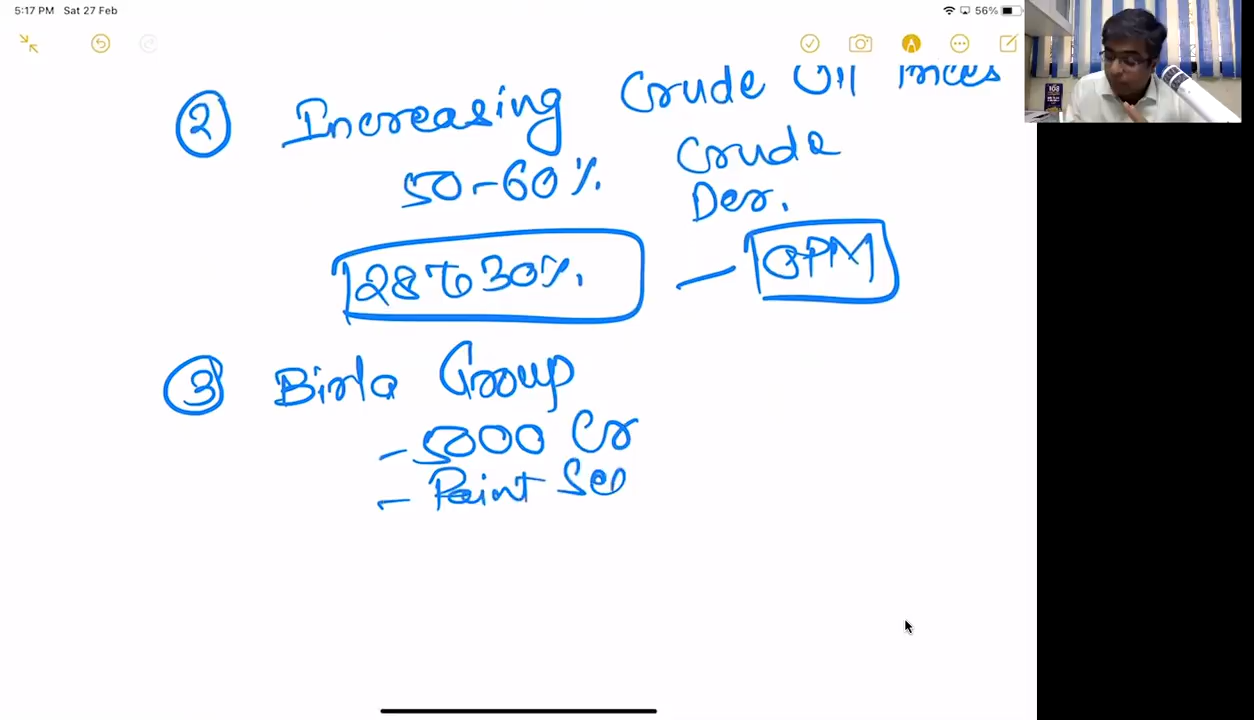 5:17 PM Sat 27 Feb
56%
② Increasing Crude Oil Prices
50-60% Crude
Der.
28 to 30% - GPM
③ Birla Group
- 5000 Cr
- Paint Sec